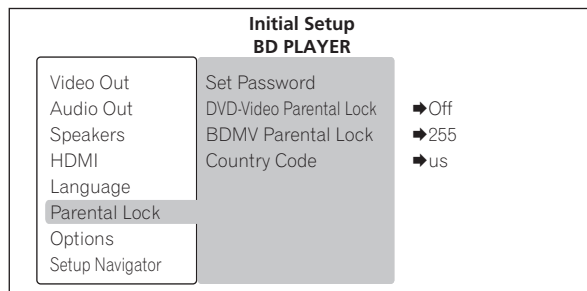 Initial Setup
BD PLAYER
Video Out
Audio Out
Speakers
HDMI
Language
Parental Lock
Options
Setup Navigator
Set Password
DVD-Video Parental Lock ➡Off
BDMV Parental Lock ➡255
Country Code ➡us